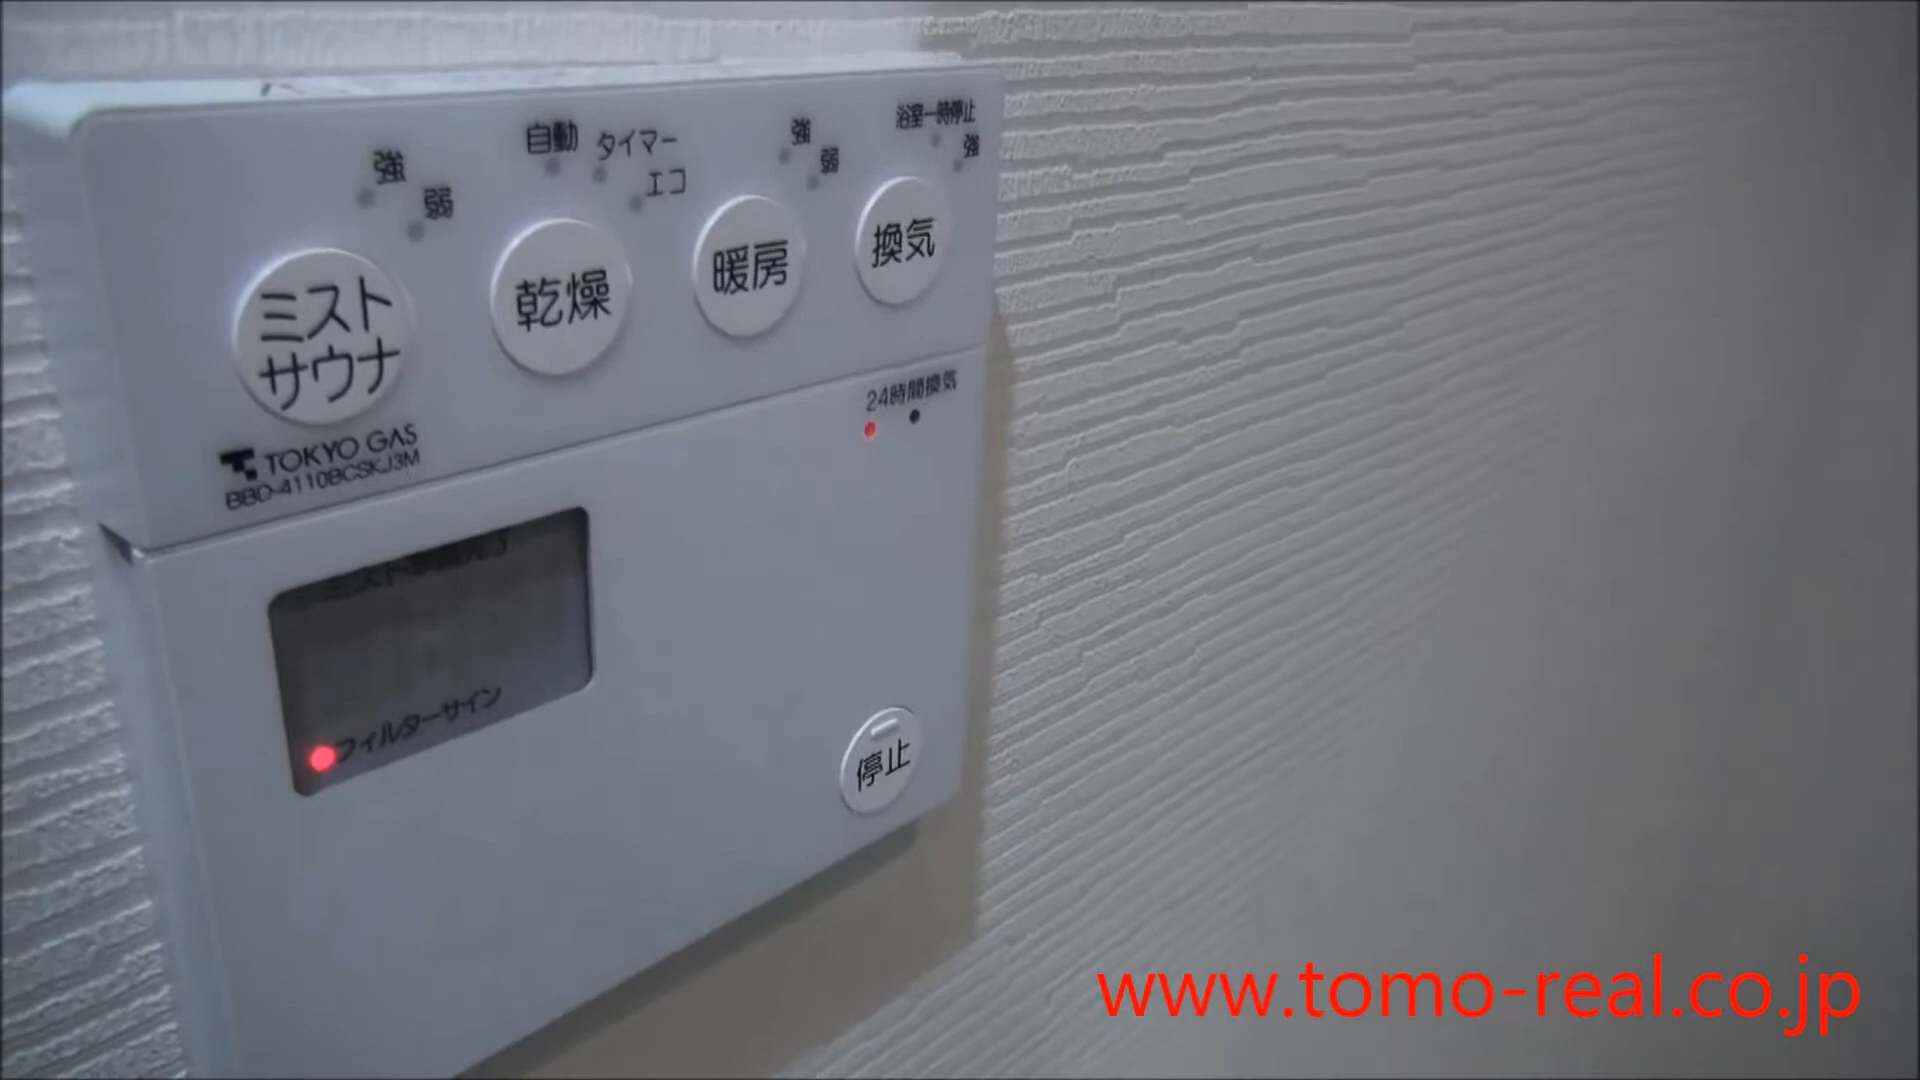 強
弱
自動
タイマー
エコ
強
弱
浴室一時停止
強
ミスト
サウナ
乾燥
暖房
換気
TOKYO GAS
BBD-4110BCSKJ3M
24時間換気
フィルターサイン
停止
www.tomo-real.co.jp